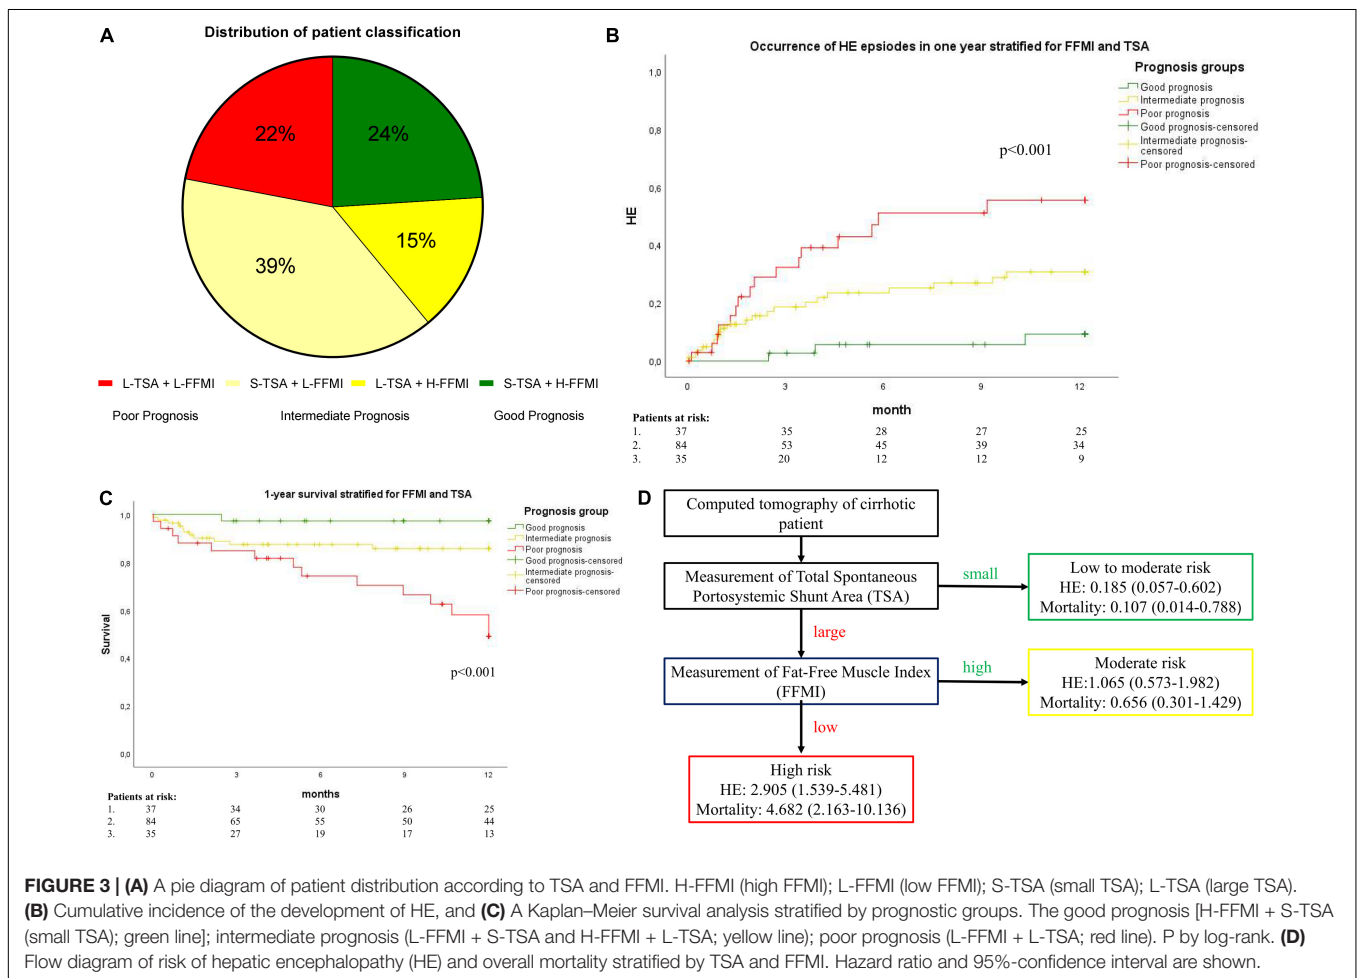 A
Distribution of patient classification
22%
24%
15%
39%
L-TSA + L-FFMI
S-TSA + L-FFMI
L-TSA + H-FFMI
S-TSA + H-FFMI
Poor Prognosis
Intermediate Prognosis
Good Prognosis
B
Occurrence of HE epsiodes in one year stratified for FFMI and TSA
1,0
0,8
0,6
0,4
0,2
0,0
HE
0
3
6
9
12
month
Prognosis groups
Good prognosis
Intermediate prognosis
Poor prognosis
Good prognosis-censored
Intermediate prognosis-
censored
Poor prognosis-censored
p<0.001
Patients at risk:
1. 37 35 28 27 25
2. 84 53 45 39 34
3. 35 20 12 12 9
C
1-year survival stratified for FFMI and TSA
1,0
0,8
0,6
0,4
0,2
0,0
Survival
0
3
6
9
12
months
Prognosis group
Good prognosis
Intermediate prognosis
Poor prognosis
Good prognosis-censored
Intermediate prognosis-
censored
Poor prognosis-censored
p<0.001
Patients at risk:
1. 37 34 30 26 25
2. 84 65 55 50 44
3. 35 27 19 17 13
D
Computed tomography of cirrhotic
patient
Measurement of Total Spontaneous
Portosystemic Shunt Area (TSA)
small
Low to moderate risk
HE: 0.185 (0.057-0.602)
Mortality: 0.107 (0.014-0.788)
large
Measurement of Fat-Free Muscle Index
(FFMI)
high
Moderate risk
HE:1.065 (0.573-1.982)
Mortality: 0.656 (0.301-1.429)
low
High risk
HE: 2.905 (1.539-5.481)
Mortality: 4.682 (2.163-10.136)
FIGURE 3 | (A) A pie diagram of patient distribution according to TSA and FFMI. H-FFMI (high FFMI); L-FFMI (low FFMI); S-TSA (small TSA); L-TSA (large TSA).
(B) Cumulative incidence of the development of HE, and (C) A Kaplan–Meier survival analysis stratified by prognostic groups. The good prognosis [H-FFMI + S-TSA
(small TSA); green line]; intermediate prognosis (L-FFMI + S-TSA and H-FFMI + L-TSA; yellow line); poor prognosis (L-FFMI + L-TSA; red line). P by log-rank. (D)
Flow diagram of risk of hepatic encephalopathy (HE) and overall mortality stratified by TSA and FFMI. Hazard ratio and 95%-confidence interval are shown.